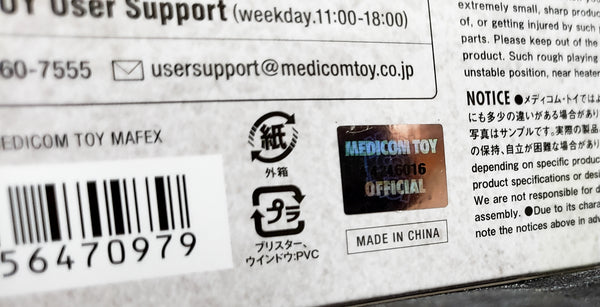 OY User Support (weekday.11:00-18:00)
60-7555 usersupport@medicomtoy.co.jp
EDICOM TOY MAFEX
56470979
紙
外箱
プラ
ブリスター、
ウインドウ:PVC
MEDICOM TOY
OFFICIAL
MADE IN CHINA
extremely small, sharp produc
of, or getting injured by such
parts. Please keep out of the
product. Such rough playing
unstable position, near heater
NOTICE ●メディコム・トイでは
にも多少の違いがある場合があり
写真はサンプルです。実際の製品
の保持、自立が困難な場合があり
depending on specific produc
product specifications or desi
We are not responsible for d
assembly. ●Due to its chara
note the notices above in adv